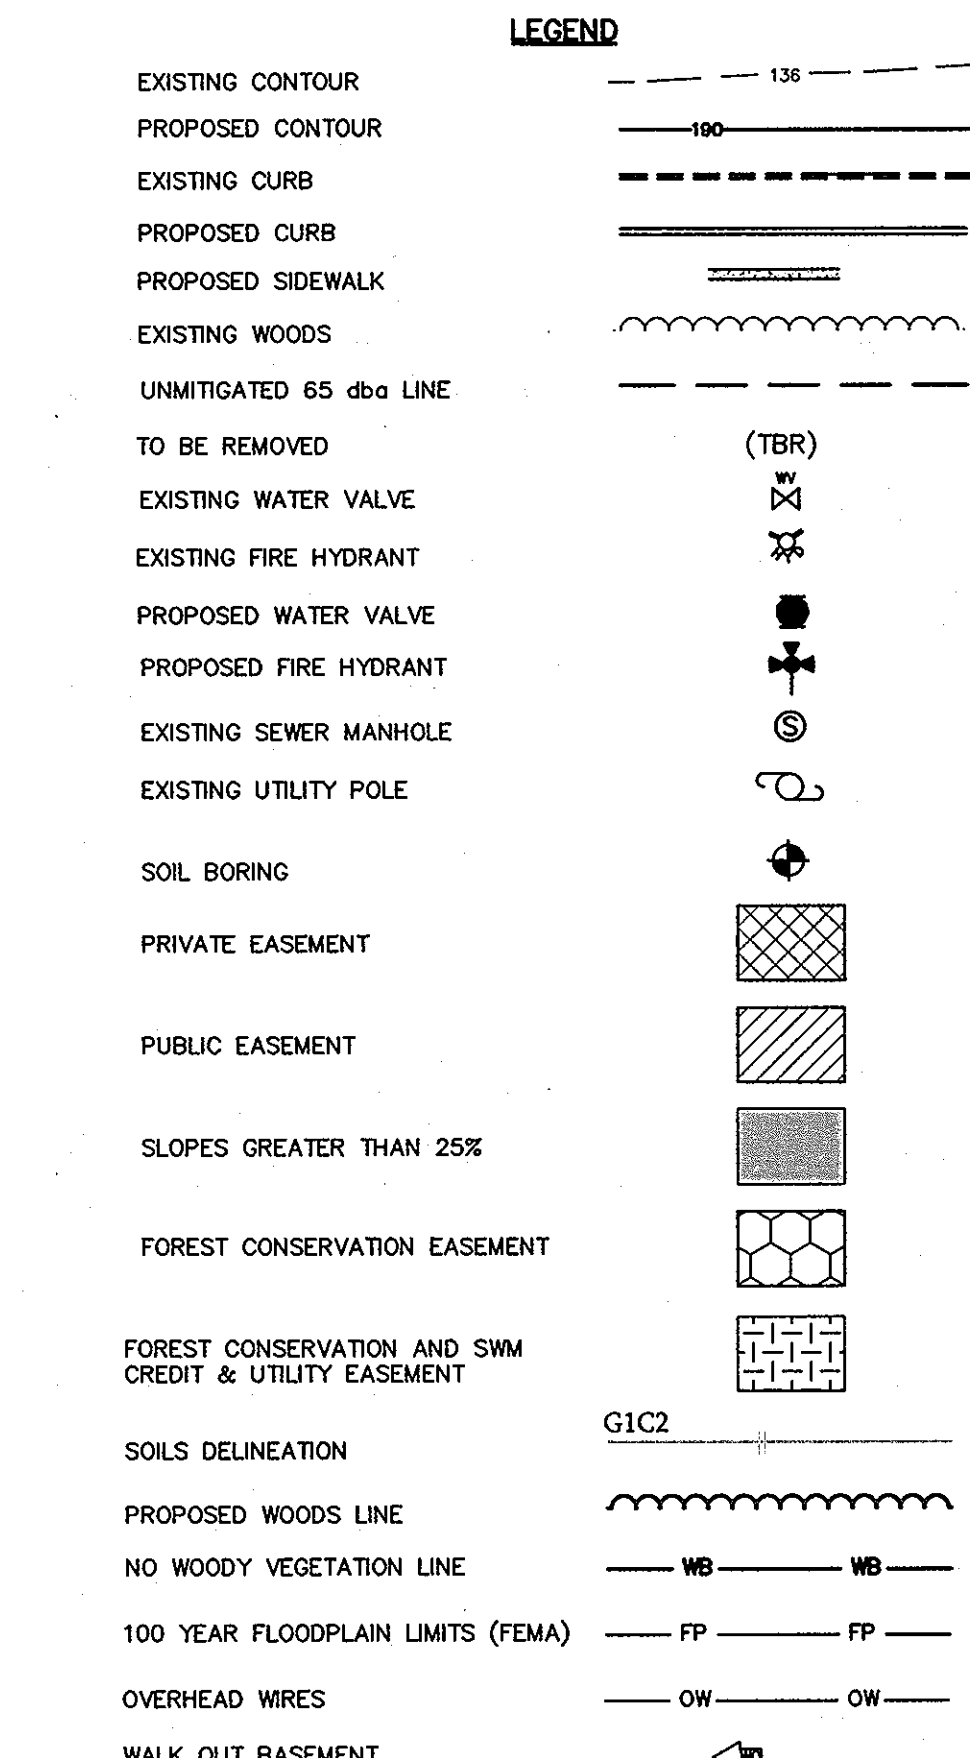 LEGEND
EXISTING CONTOUR 136
PROPOSED CONTOUR 190
EXISTING CURB
PROPOSED CURB
PROPOSED SIDEWALK
EXISTING WOODS
UNMITIGATED 65 dba LINE
TO BE REMOVED (TBR)
WV
EXISTING WATER VALVE
EXISTING FIRE HYDRANT
PROPOSED WATER VALVE
PROPOSED FIRE HYDRANT
EXISTING SEWER MANHOLE S
EXISTING UTILITY POLE
SOIL BORING
PRIVATE EASEMENT
PUBLIC EASEMENT
SLOPES GREATER THAN 25%
FOREST CONSERVATION EASEMENT
FOREST CONSERVATION AND SWM
CREDIT & UTILITY EASEMENT
G1C2
SOILS DELINEATION
PROPOSED WOODS LINE
NO WOODY VEGETATION LINE WB WB
100 YEAR FLOODPLAIN LIMITS (FEMA) FP FP
OVERHEAD WIRES OW OW
WALK OUT BASEMENT